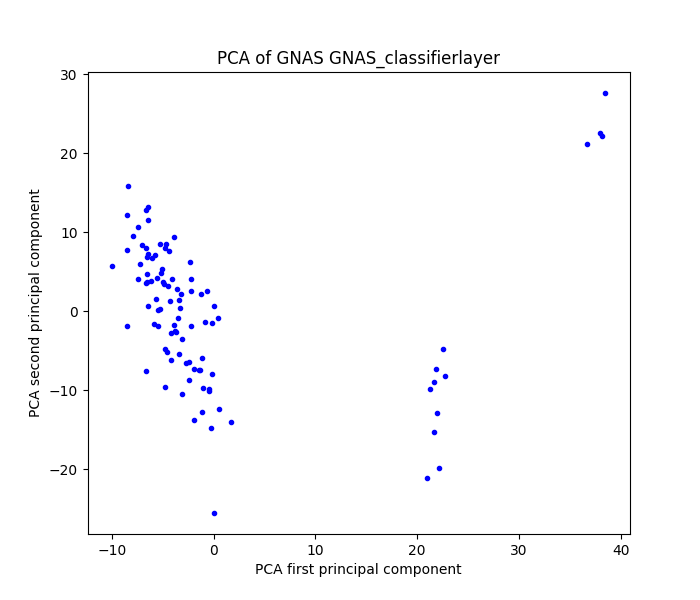 PCA of GNAS GNAS_classifierlayer
30
20
10
0
−10
−20
PCA second principal component
−10 0 10 20 30 40
PCA first principal component